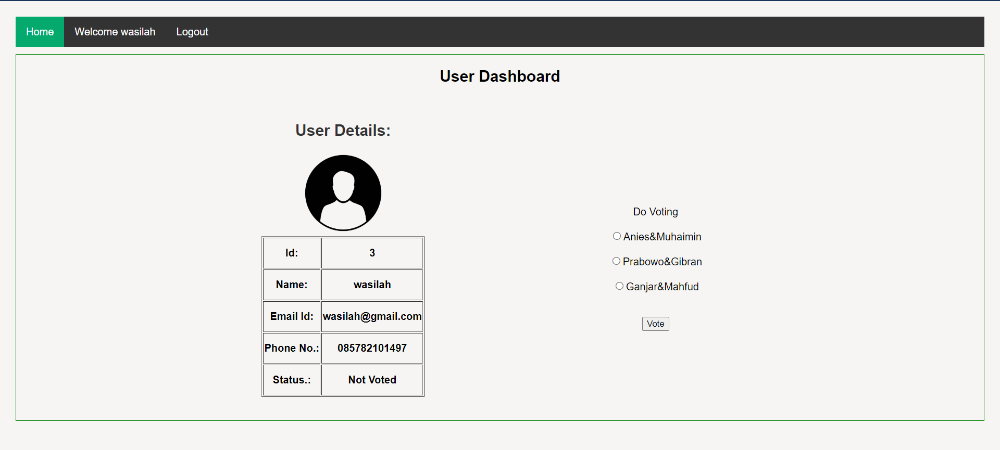 Home Welcome wasilah Logout
User Dashboard
User Details:
Id: 3
Name: wasilah
Email Id: wasilah@gmail.com
Phone No.: 085782101497
Status.: Not Voted
Do Voting
Anies&Muhaimin
Prabowo&Gibran
Ganjar&Mahfud
Vote